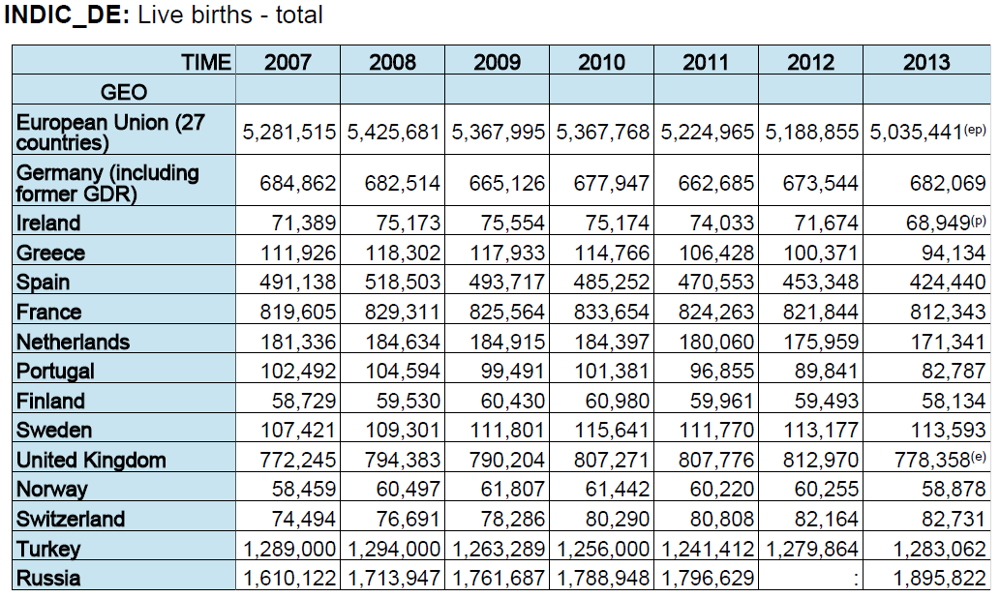 INDIC_DE: Live births - total
TIME 2007 2008 2009 2010 2011 2012 2013
GEO
European Union (27
countries) 5,281,515 5,425,681 5,367,995 5,367,768 5,224,965 5,188,855 5,035,441(ep)
Germany (including
former GDR) 684,862 682,514 665,126 677,947 662,685 673,544 682,069
Ireland 71,389 75,173 75,554 75,174 74,033 71,674 68,949(p)
Greece 111,926 118,302 117,933 114,766 106,428 100,371 94,134
Spain 491,138 518,503 493,717 485,252 470,553 453,348 424,440
France 819,605 829,311 825,564 833,654 824,263 821,844 812,343
Netherlands 181,336 184,634 184,915 184,397 180,060 175,959 171,341
Portugal 102,492 104,594 99,491 101,381 96,855 89,841 82,787
Finland 58,729 59,530 60,430 60,980 59,961 59,493 58,134
Sweden 107,421 109,301 111,801 115,641 111,770 113,177 113,593
United Kingdom 772,245 794,383 790,204 807,271 807,776 812,970 778,358(e)
Norway 58,459 60,497 61,807 61,442 60,220 60,255 58,878
Switzerland 74,494 76,691 78,286 80,290 80,808 82,164 82,731
Turkey 1,289,000 1,294,000 1,263,289 1,256,000 1,241,412 1,279,864 1,283,062
Russia 1,610,122 1,713,947 1,761,687 1,788,948 1,796,629 : 1,895,822